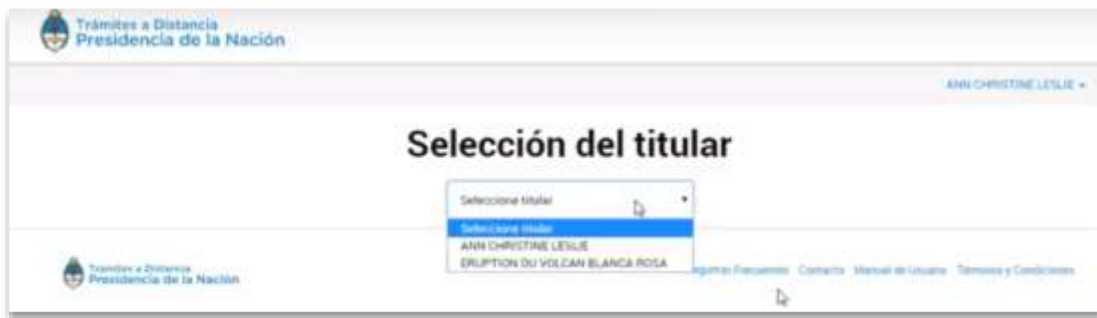 Trámites a Distancia
Presidencia de la Nación
ANN CHRISTINE LESLIE
Selección del titular
Seleccione titular
Seleccione titular
ANN CHRISTINE LESLIE
ERUPTION DU VOLCAN BLANCA ROSA
Trámites a Distancia
Presidencia de la Nación
Frecuentes Contacto Manual de Usuario Términos y Condiciones